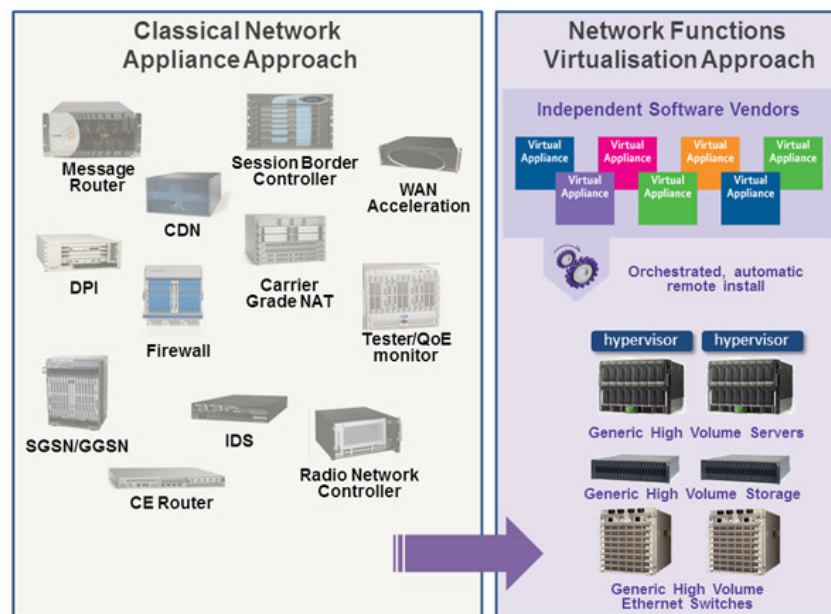 Classical Network
Appliance Approach
Message
Router
CDN
Session Border
Controller
WAN
Acceleration
DPI
Firewall
Carrier
Grade NAT
Tester/QoE
monitor
SGSN/GGSN
IDS
Radio Network
Controller
CE Router
Network Functions
Virtualisation Approach
Independent Software Vendors
Virtual
Appliance
Virtual
Appliance
Virtual
Appliance
Virtual
Appliance
Virtual
Appliance
Virtual
Appliance
Virtual
Appliance
Orchestrated, automatic
remote install
hypervisor
hypervisor
Generic High Volume Servers
Generic High Volume Storage
Generic High Volume
Ethernet Switches